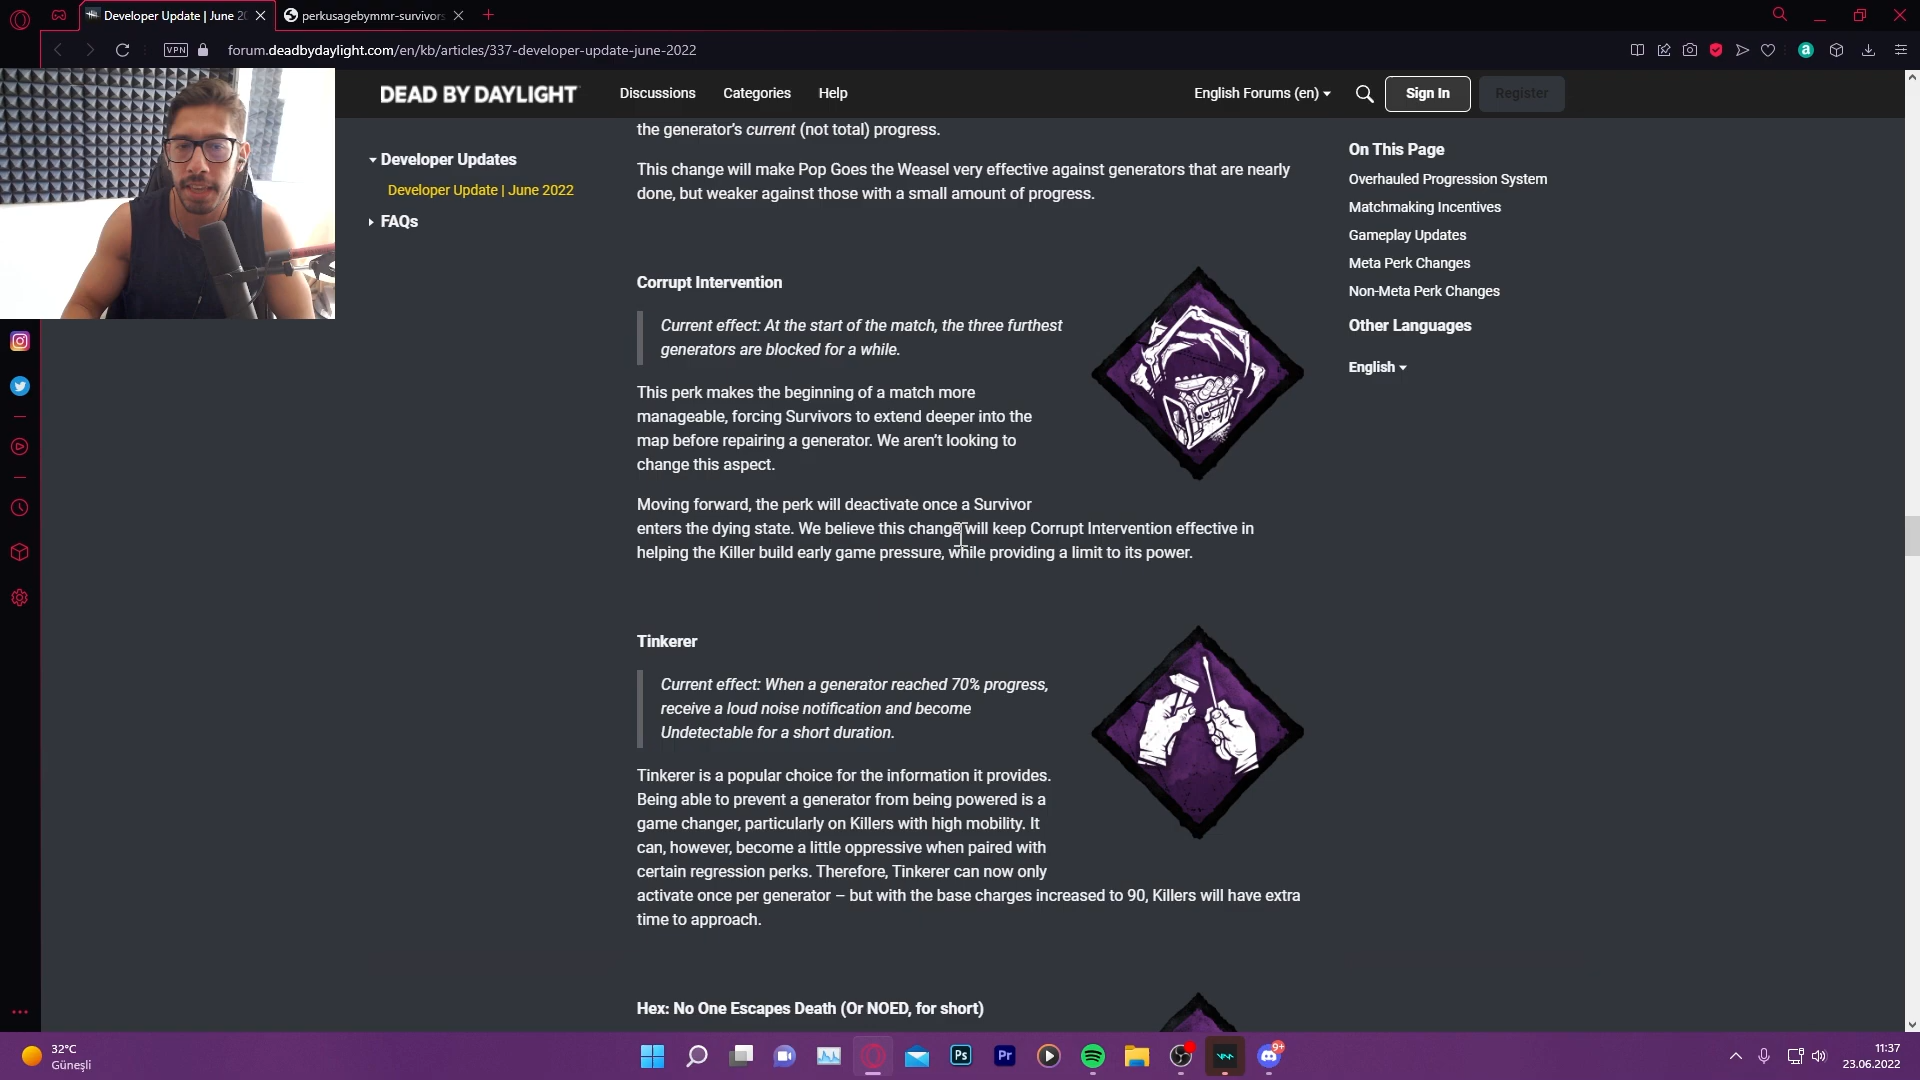 Developer Update | June 20
perkusagebymmr-survivors
VPN
forum.deadbydaylight.com/en/kb/articles/337-developer-update-june-2022
DEAD BY DAYLIGHT
Discussions
Categories
Help
English Forums (en)
Sign In
Register
Developer Updates
Developer Update | June 2022
FAQs
the generator's current (not total) progress.
This change will make Pop Goes the Weasel very effective against generators that are nearly
done, but weaker against those with a small amount of progress.
Corrupt Intervention
Current effect: At the start of the match, the three furthest
generators are blocked for a while.
This perk makes the beginning of a match more
manageable, forcing Survivors to extend deeper into the
map before repairing a generator. We aren't looking to
change this aspect.
Moving forward, the perk will deactivate once a Survivor
enters the dying state. We believe this change will keep Corrupt Intervention effective in
helping the Killer build early game pressure, while providing a limit to its power.
Tinkerer
Current effect: When a generator reached 70% progress,
receive a loud noise notification and become
Undetectable for a short duration.
Tinkerer is a popular choice for the information it provides.
Being able to prevent a generator from being powered is a
game changer, particularly on Killers with high mobility. It
can, however, become a little oppressive when paired with
certain regression perks. Therefore, Tinkerer can now only
activate once per generator – but with the base charges increased to 90, Killers will have extra
time to approach.
Hex: No One Escapes Death (Or NOED, for short)
On This Page
Overhauled Progression System
Matchmaking Incentives
Gameplay Updates
Meta Perk Changes
Non-Meta Perk Changes
Other Languages
English
32°C
Güneşli
Ps
Pr
9+
11:37
23.06.2022